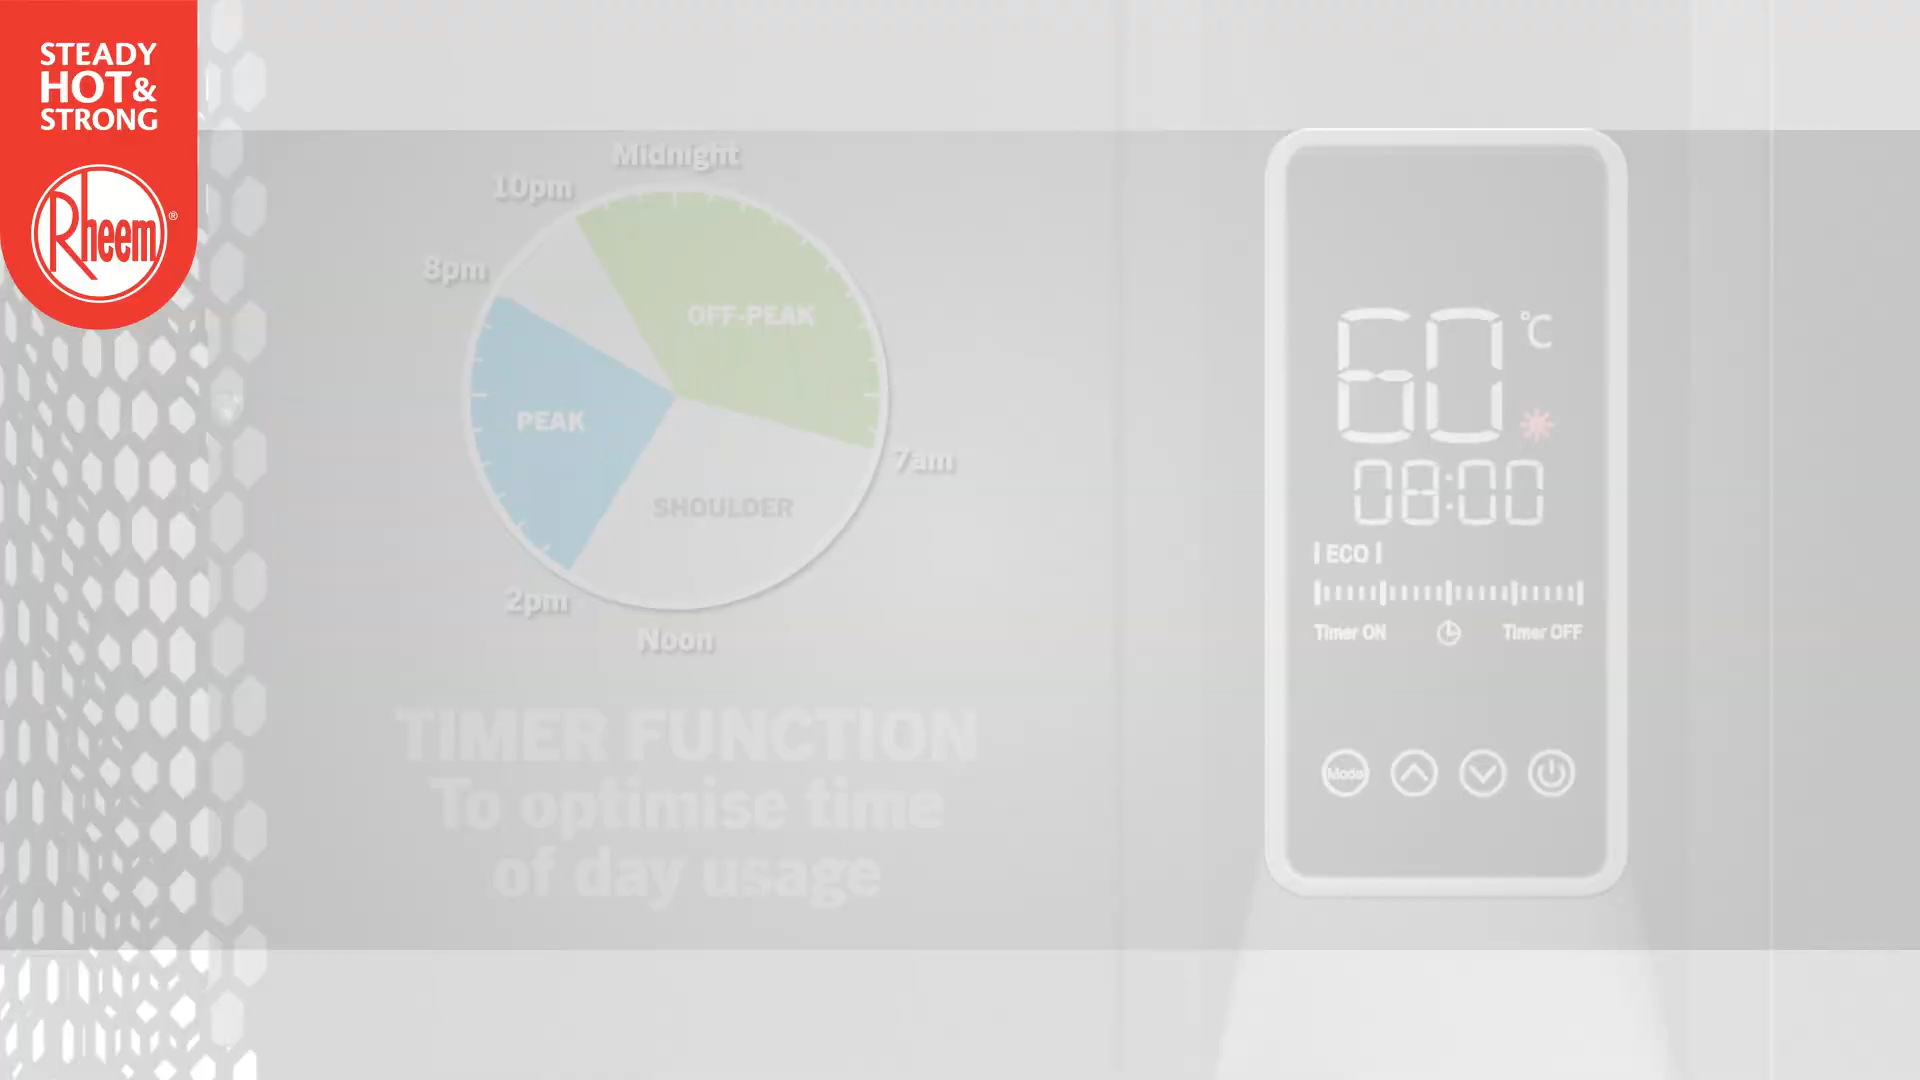 STEADY
HOT&
STRONG
Rheem®
Midnight
10pm
8pm
OFF-PEAK
PEAK
7am
SHOULDER
2pm
Noon
TIMER FUNCTION
To optimise time
of day usage
60 °C
08:00
ECO
Timer ON
Timer OFF
Mode